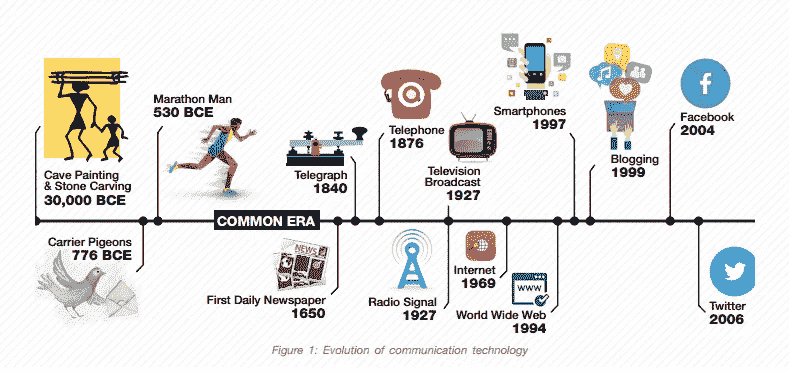 Cave Painting
& Stone Carving
30,000 BCE
Carrier Pigeons
776 BCE
Marathon Man
530 BCE
COMMON ERA
NEWS
First Daily Newspaper
1650
Telegraph
1840
Telephone
1876
Radio Signal
1927
Television
Broadcast
1927
Internet
1969
www
World Wide Web
1994
Smartphones
1997
Blogging
1999
f
Facebook
2004
Twitter
2006
Figure 1: Evolution of communication technology